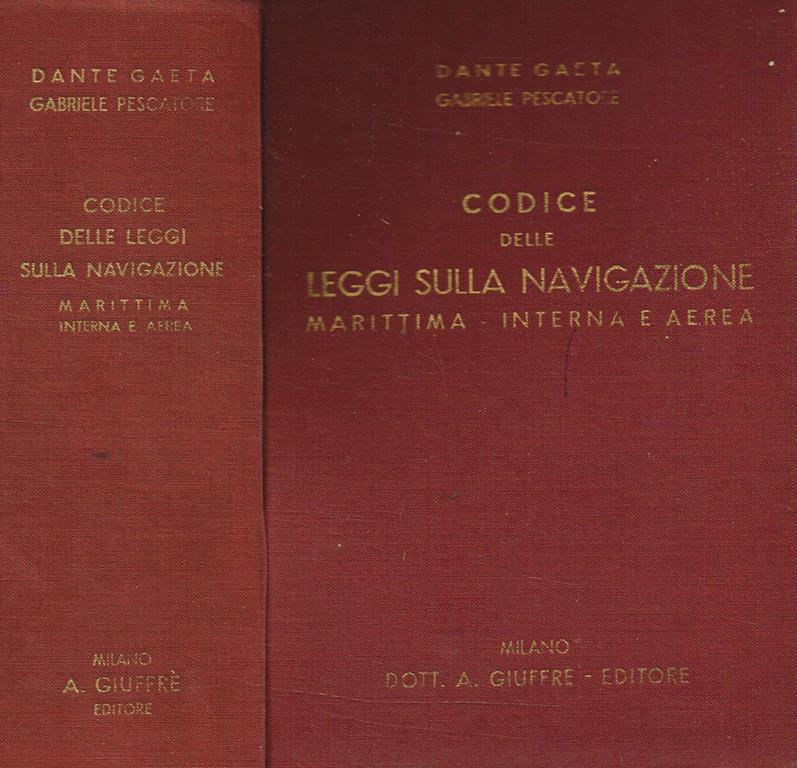 DANTE GAETA
GABRIELE PESCATORE
CODICE
DELLE LEGGI
SULLA NAVIGAZIONE
MARITTIMA
INTERNA E AEREA
MILANO
A. GIUFFRÈ
EDITORE
DANTE GAETA
GABRIELE PESCATORE
CODICE
DELLE
LEGGI SULLA NAVIGAZIONE
MARITTIMA - INTERNA E AEREA
MILANO
DOTT. A. GIUFFRÈ - EDITORE